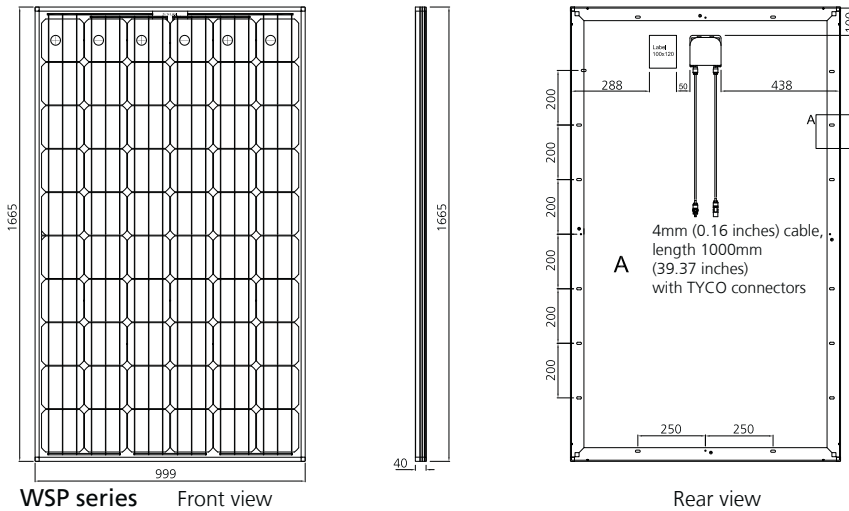 1665
999
WSP series Front view
1665
40
Label
100x120
100
288
50
438
A
200
200
200
200
200
200
4mm (0.16 inches) cable,
length 1000mm
(39.37 inches)
with TYCO connectors
A
250
250
Rear view